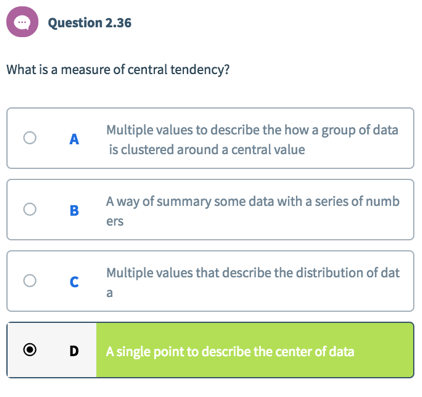 Question 2.36
What is a measure of central tendency?
A
Multiple values to describe the how a group of data
is clustered around a central value
B
A way of summary some data with a series of numb
ers
C
Multiple values that describe the distribution of dat
a
D
A single point to describe the center of data